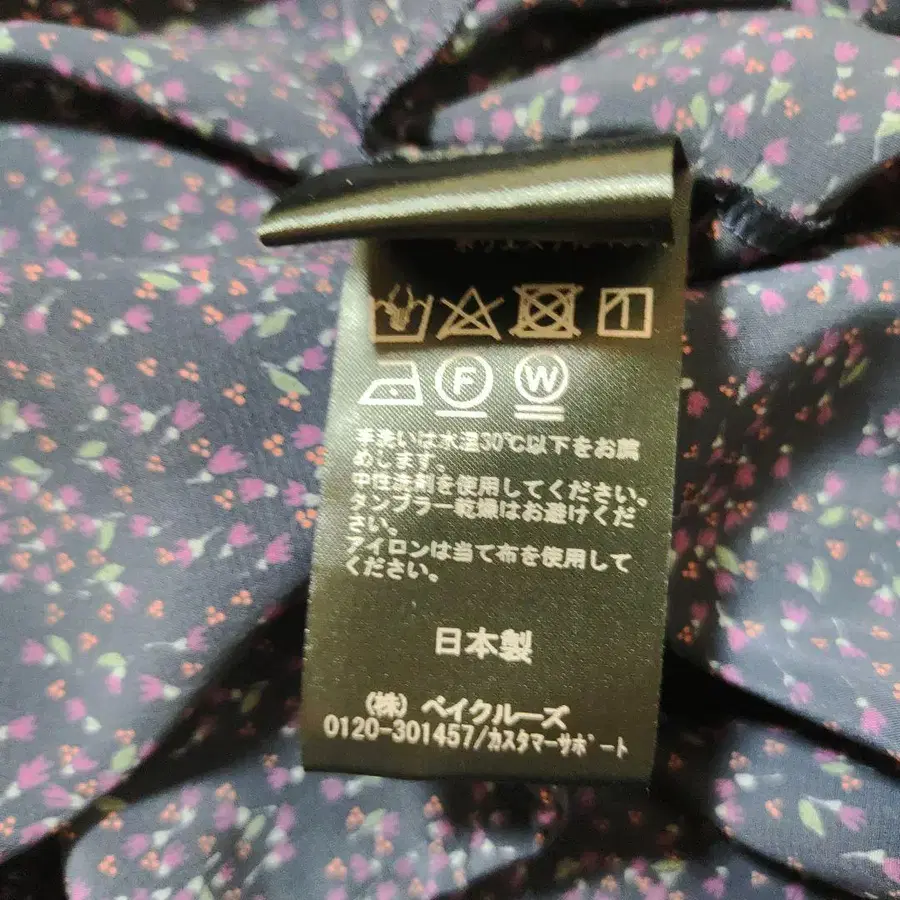 F W
手洗いは水温30℃以下をお薦
めします。
中性洗剤を使用してください。
タンブラー乾燥はお避けくだ
さい。
アイロンは当て布を使用して
ください。
日本製
(株) ベイクルーズ
0120-301457/カスタマーサポート